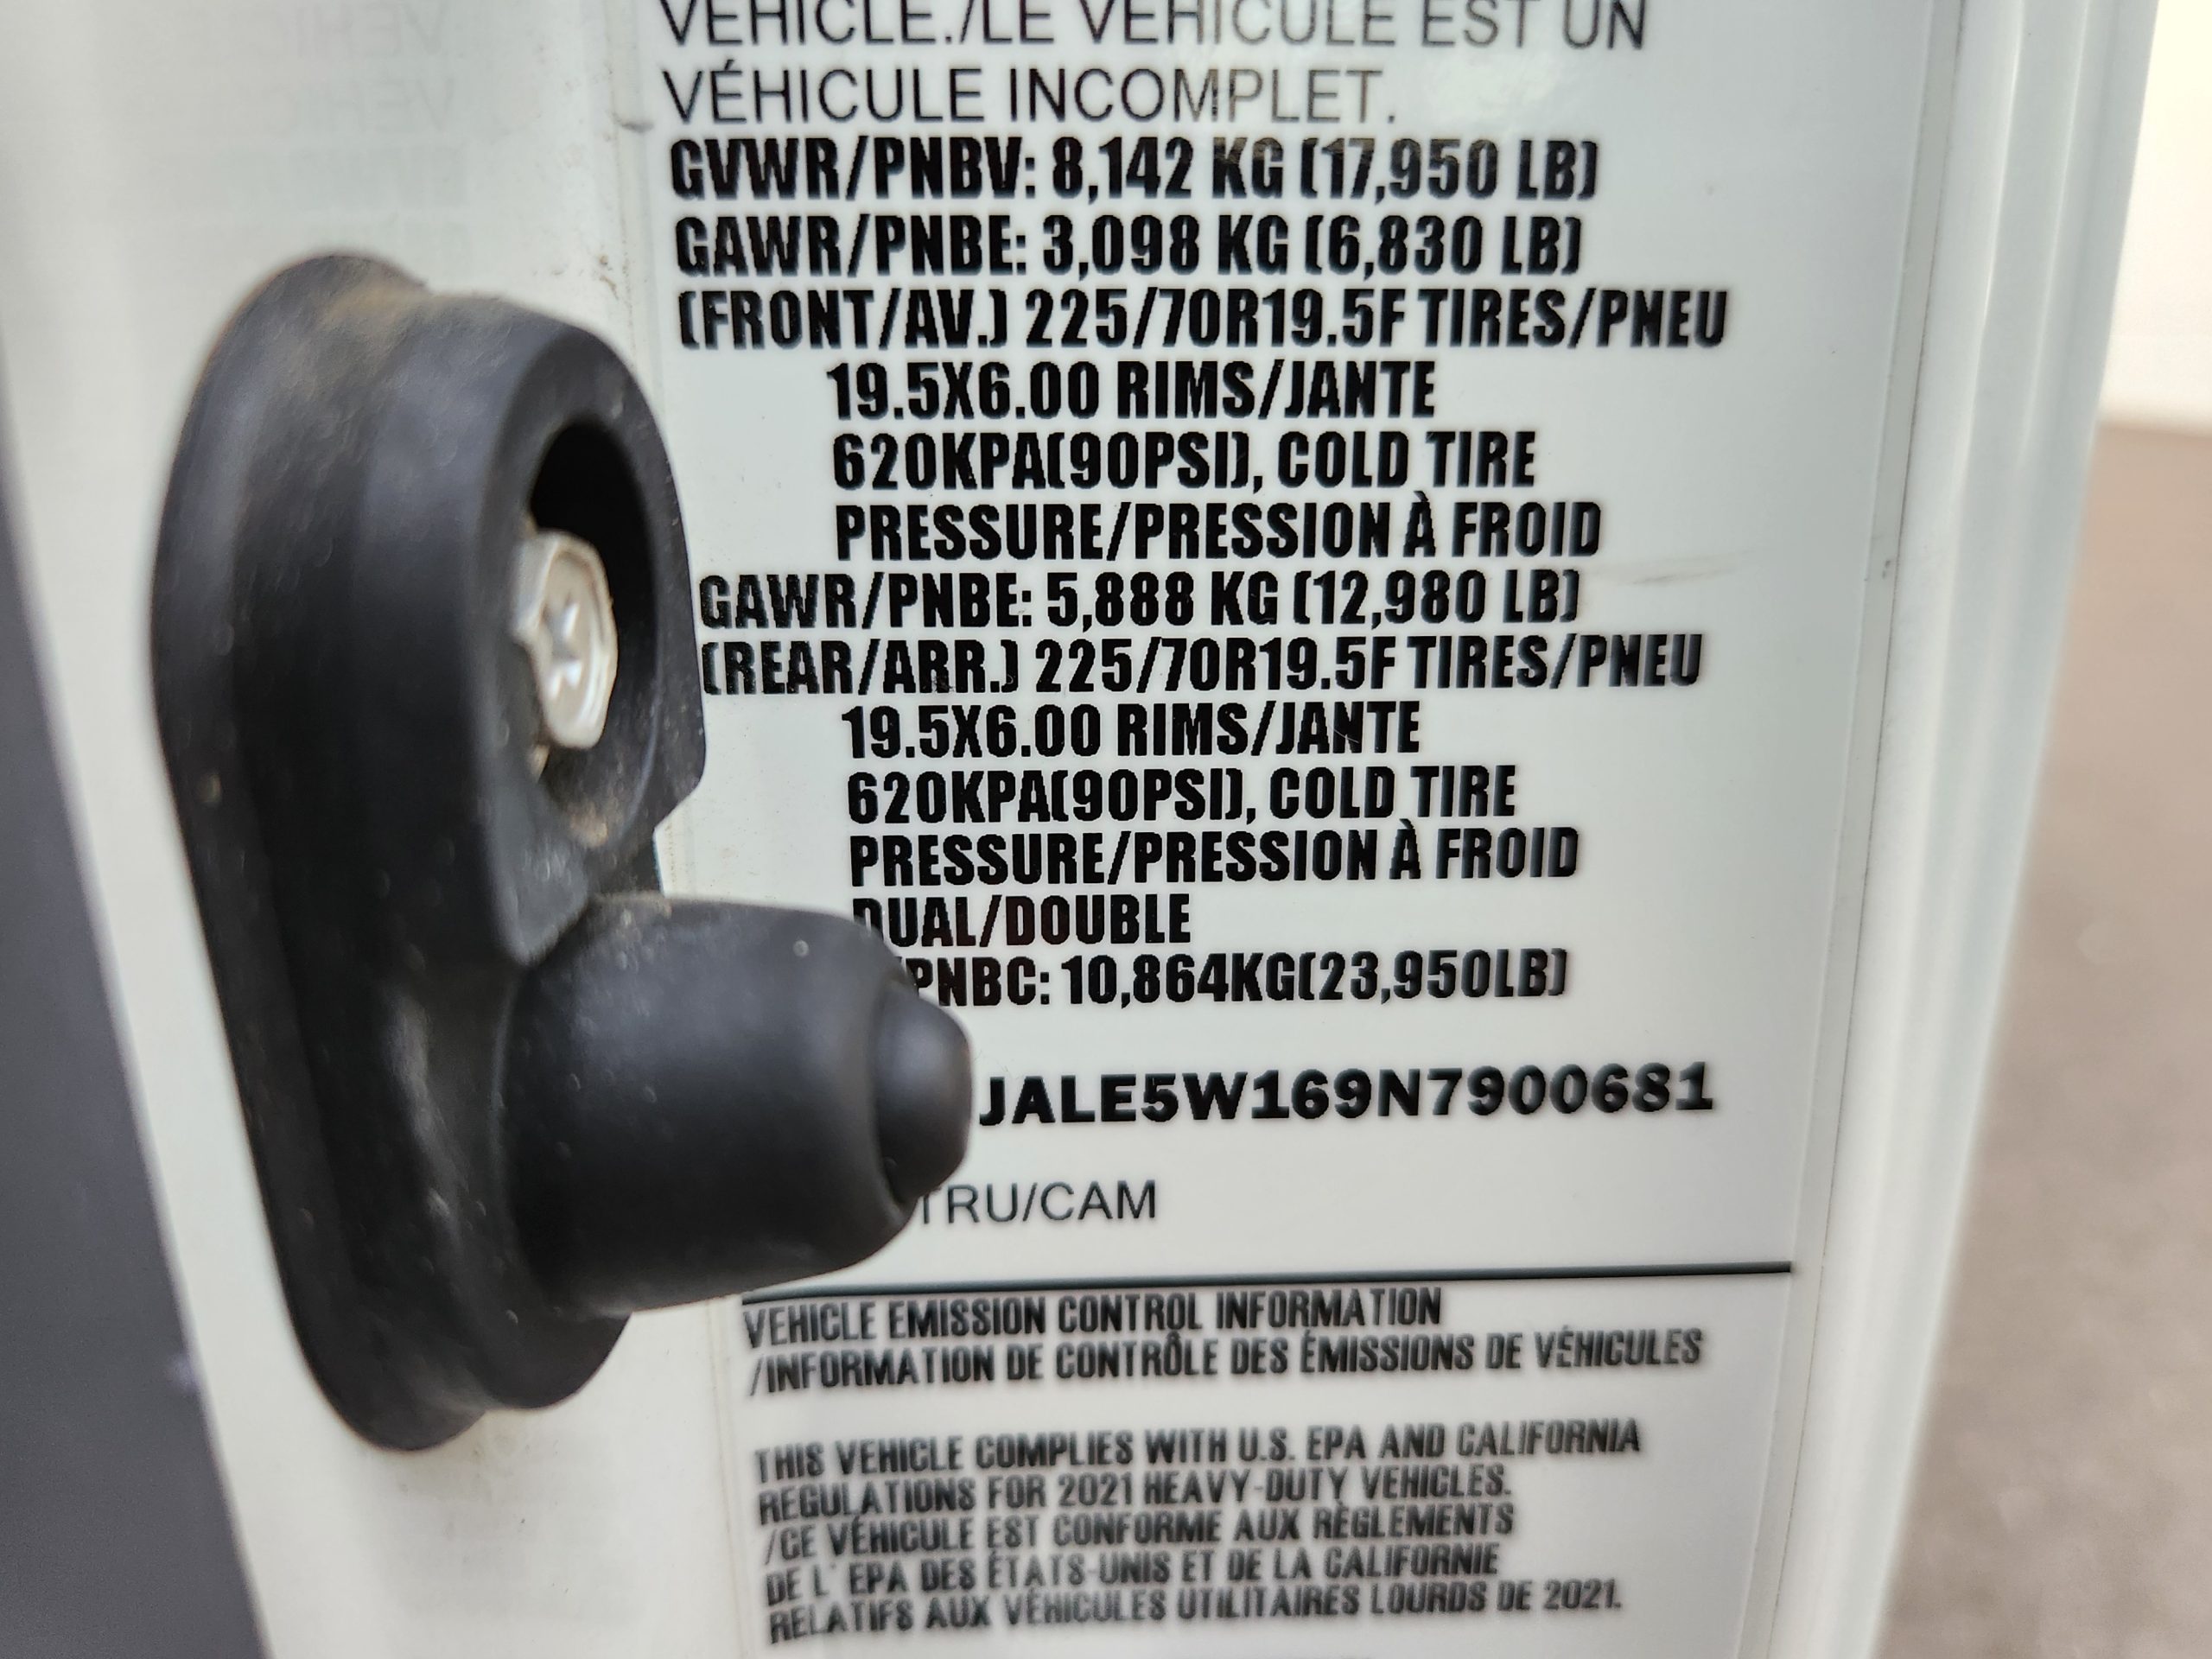 VEHICLE./LE VÉHICULE EST UN
VÉHICULE INCOMPLET.
GVWR/PNBV: 8,142 KG (17,950 LB)
GAWR/PNBE: 3,098 KG (6,830 LB)
(FRONT/AV.) 225/70R19.5F TIRES/PNEU
19.5X6.00 RIMS/JANTE
620KPA(90PSI), COLD TIRE
PRESSURE/PRESSION À FROID
GAWR/PNBE: 5,888 KG (12,980 LB)
(REAR/ARR.) 225/70R19.5F TIRES/PNEU
19.5X6.00 RIMS/JANTE
620KPA(90PSI), COLD TIRE
PRESSURE/PRESSION À FROID
DUAL/DOUBLE
/PNBC: 10,864KG(23,950LB)
JALE5W169N7900681
TRU/CAM
VEHICLE EMISSION CONTROL INFORMATION
/INFORMATION DE CONTRÔLE DES ÉMISSIONS DE VÉHICULES
THIS VEHICLE COMPLIES WITH U.S. EPA AND CALIFORNIA
REGULATIONS FOR 2021 HEAVY-DUTY VEHICLES.
/CE VÉHICULE EST CONFORME AUX RÈGLEMENTS
DE L' EPA DES ÉTATS-UNIS ET DE LA CALIFORNIE
RELATIFS AUX VÉHICULES UTILITAIRES LOURDS DE 2021.